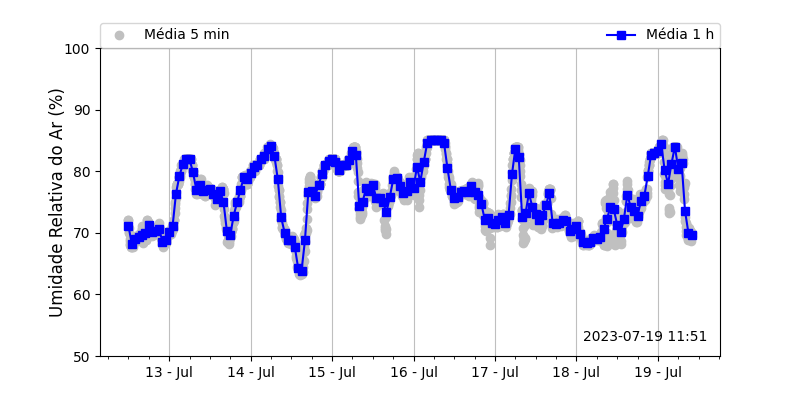 Média 5 min
Média 1 h
Umidade Relativa do Ar (%)
100
90
80
70
60
50
2023-07-19 11:51
13 - Jul
14 - Jul
15 - Jul
16 - Jul
17 - Jul
18 - Jul
19 - Jul